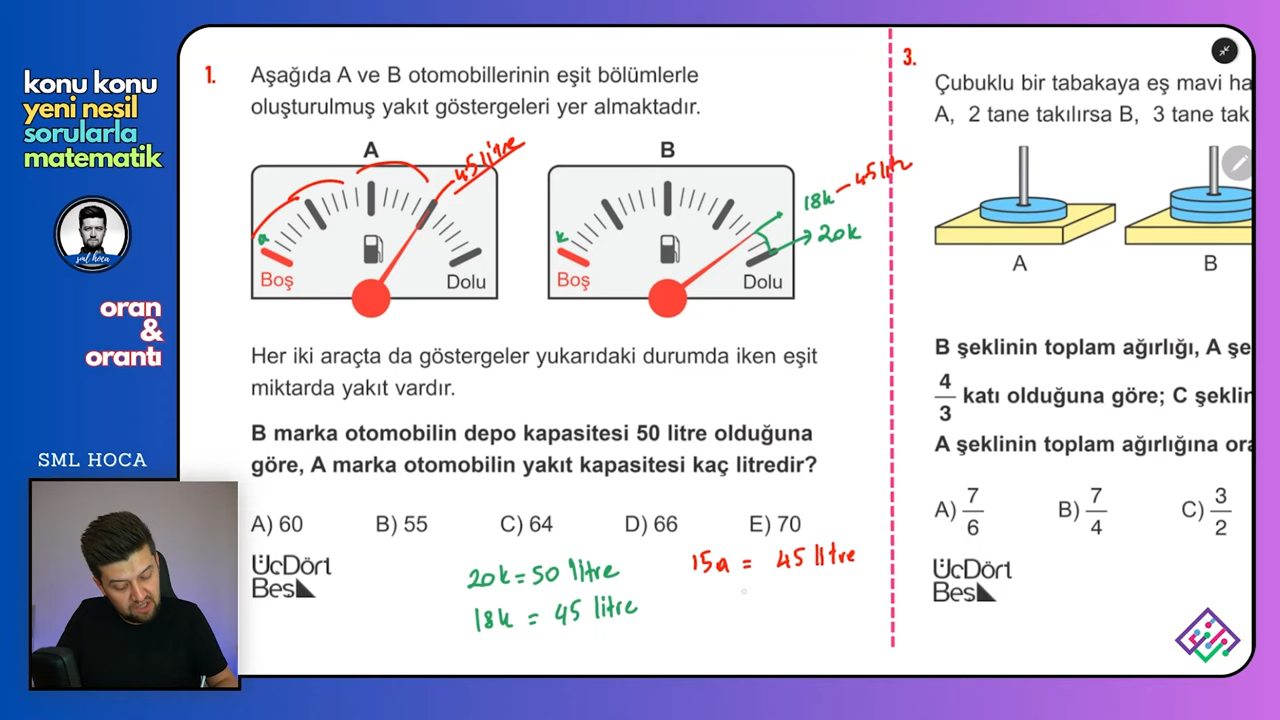 konu konu
yeni nesil
sorularla
matematik
sml hoca
oran
&
orantı
SML HOCA
1.
Aşağıda A ve B otomobillerinin eşit bölümlerle
oluşturulmuş yakıt göstergeleri yer almaktadır.
A
45 litre
a
Boş
Dolu
B
18k - 45 litre
20k
k
Boş
Dolu
Her iki araçta da göstergeler yukarıdaki durumda iken eşit
miktarda yakıt vardır.
B marka otomobilin depo kapasitesi 50 litre olduğuna
göre, A marka otomobilin yakıt kapasitesi kaç litredir?
A) 60 B) 55 C) 64 D) 66 E) 70
ÜçDört
Beş
20k = 50 litre
18k = 45 litre
15a = 45 litre
3.
Çubuklu bir tabakaya eş mavi ha
A, 2 tane takılırsa B, 3 tane tak
A
B
B şeklinin toplam ağırlığı, A şe
4/3 katı olduğuna göre; C şeklin
A şeklinin toplam ağırlığına ora
A) 7/6 B) 7/4 C) 3/2
ÜçDört
Beş